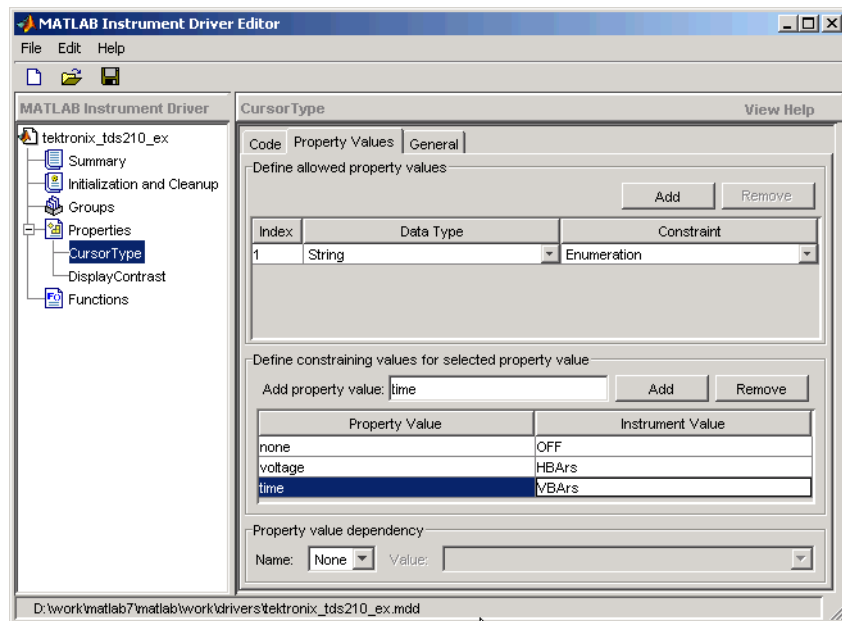 MATLAB Instrument Driver Editor
File Edit Help
MATLAB Instrument Driver
CursorType
View Help
tektronix_tds210_ex
Summary
Initialization and Cleanup
Groups
Properties
CursorType
DisplayContrast
Functions
Code Property Values General
Define allowed property values
Add Remove
Index Data Type Constraint
1 String Enumeration
Define constraining values for selected property value
Add property value: time Add Remove
Property Value Instrument Value
none OFF
voltage HBArs
time VBArs
Property value dependency
Name: None Value:
D:\work\matlab7\matlab\work\drivers\tektronix_tds210_ex.mdd